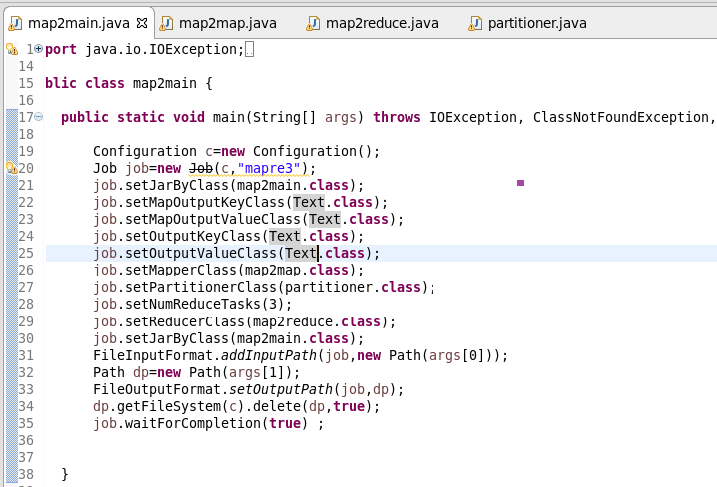 map2main.java map2map.java map2reduce.java partitioner.java
1 port java.io.IOException;
14
15 blic class map2main {
16
17 public static void main(String[] args) throws IOException, ClassNotFoundException,
18
19 Configuration c=new Configuration();
20 Job job=new Job(c,"mapre3");
21 job.setJarByClass(map2main.class);
22 job.setMapOutputKeyClass(Text.class);
23 job.setMapOutputValueClass(Text.class);
24 job.setOutputKeyClass(Text.class);
25 job.setOutputValueClass(Text.class);
26 job.setMapperClass(map2map.class);
27 job.setPartitionerClass(partitioner.class);
28 job.setNumReduceTasks(3);
29 job.setReducerClass(map2reduce.class);
30 job.setJarByClass(map2main.class);
31 FileInputFormat.addInputPath(job,new Path(args[0]));
32 Path dp=new Path(args[1]);
33 FileOutputFormat.setOutputPath(job,dp);
34 dp.getFileSystem(c).delete(dp,true);
35 job.waitForCompletion(true) ;
36
37
38 }